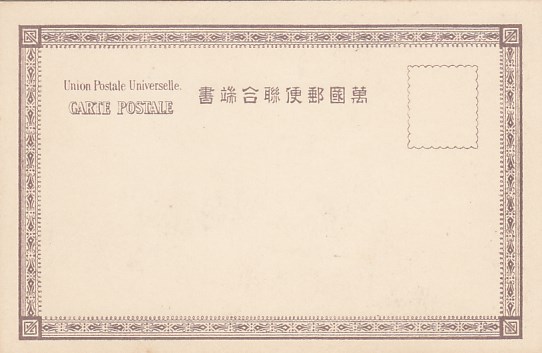 Union Postale Universelle.
CARTE POSTALE
書端合聯便郵國萬